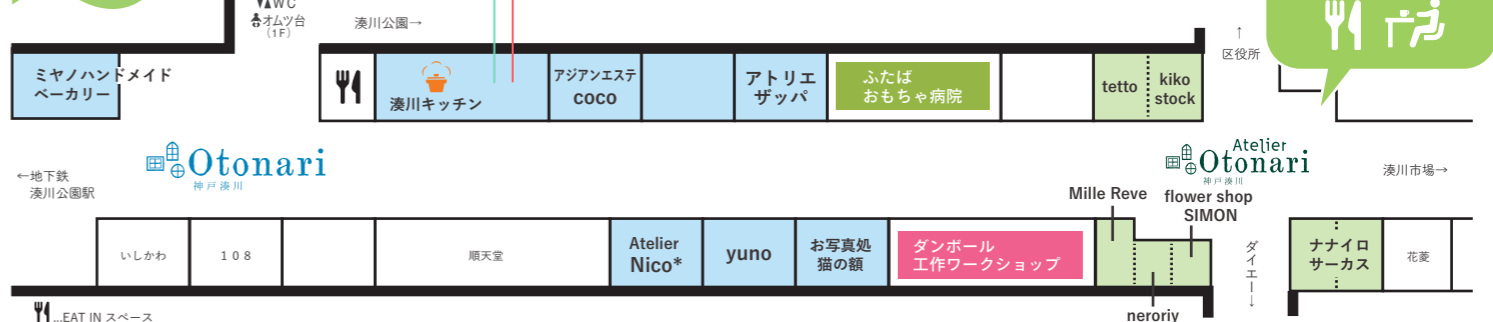 WC
オムツ台
（1F）
湊川公園→
↑
区役所
ミヤノハンドメイド
ベーカリー
湊川キッチン
アジアンエステ
COCO
アトリエ
ザッパ
ふたば
おもちゃ病院
tetto
kiko
stock
←地下鉄
湊川公園駅
Otonari
神戸湊川
Atelier
Otonari
神戸湊川
湊川市場→
Mille Reve
flower shop
SIMON
いしかわ
108
順天堂
Atelier
Nico*
yuno
お写真処
猫の額
ダンボール
工作ワークショップ
ダイエー→
ナナイロ
サーカス
花菱
neroriy
...EAT IN スペース